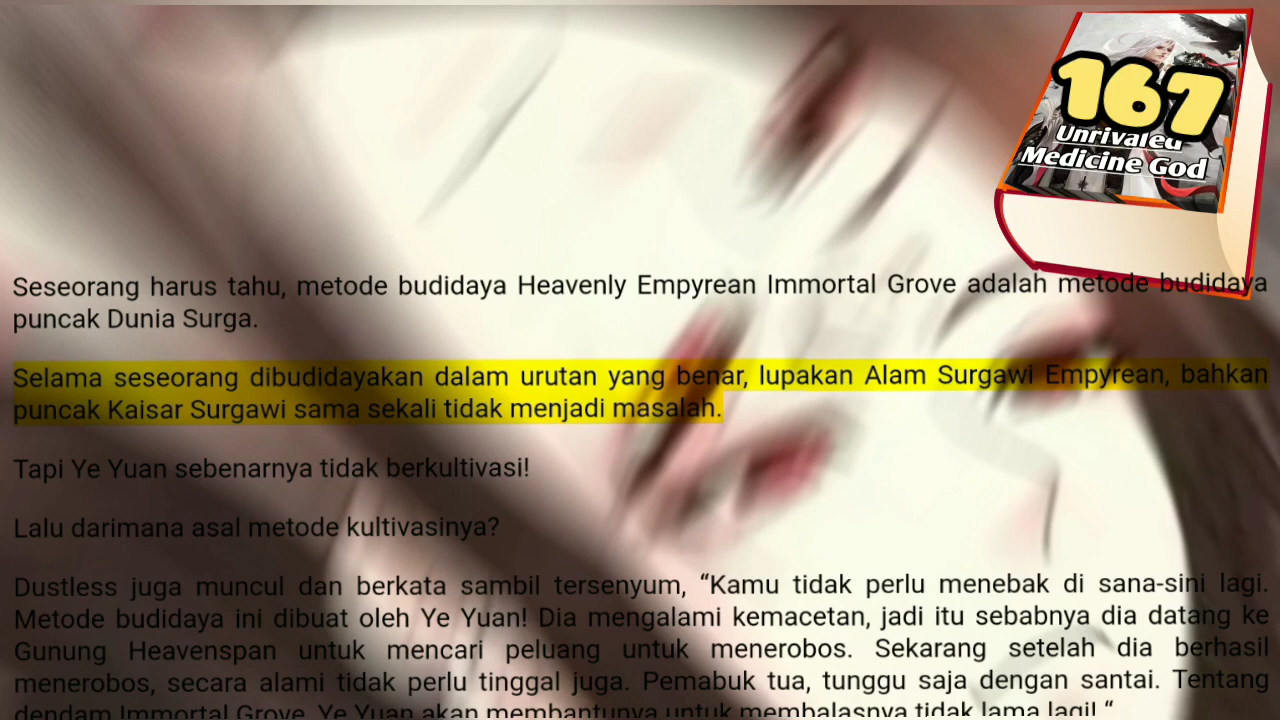 167
Unrivaled
Medicine God
Seseorang harus tahu, metode budidaya Heavenly Empyrean Immortal Grove adalah metode budidaya
puncak Dunia Surga.
Selama seseorang dibudidayakan dalam urutan yang benar, lupakan Alam Surgawi Empyrean, bahkan
puncak Kaisar Surgawi sama sekali tidak menjadi masalah.
Tapi Ye Yuan sebenarnya tidak berkultivasi!
Lalu darimana asal metode kultivasinya?
Dustless juga muncul dan berkata sambil tersenyum, “Kamu tidak perlu menebak di sana-sini lagi.
Metode budidaya ini dibuat oleh Ye Yuan! Dia mengalami kemacetan, jadi itu sebabnya dia datang ke
Gunung Heavenspan untuk mencari peluang untuk menerobos. Sekarang setelah dia berhasil
menerobos, secara alami tidak perlu tinggal juga. Pemabuk tua, tunggu saja dengan santai. Tentang
dendam Immortal Grove, Ye Yuan akan membantunya untuk membalasnya tidak lama lagi! “